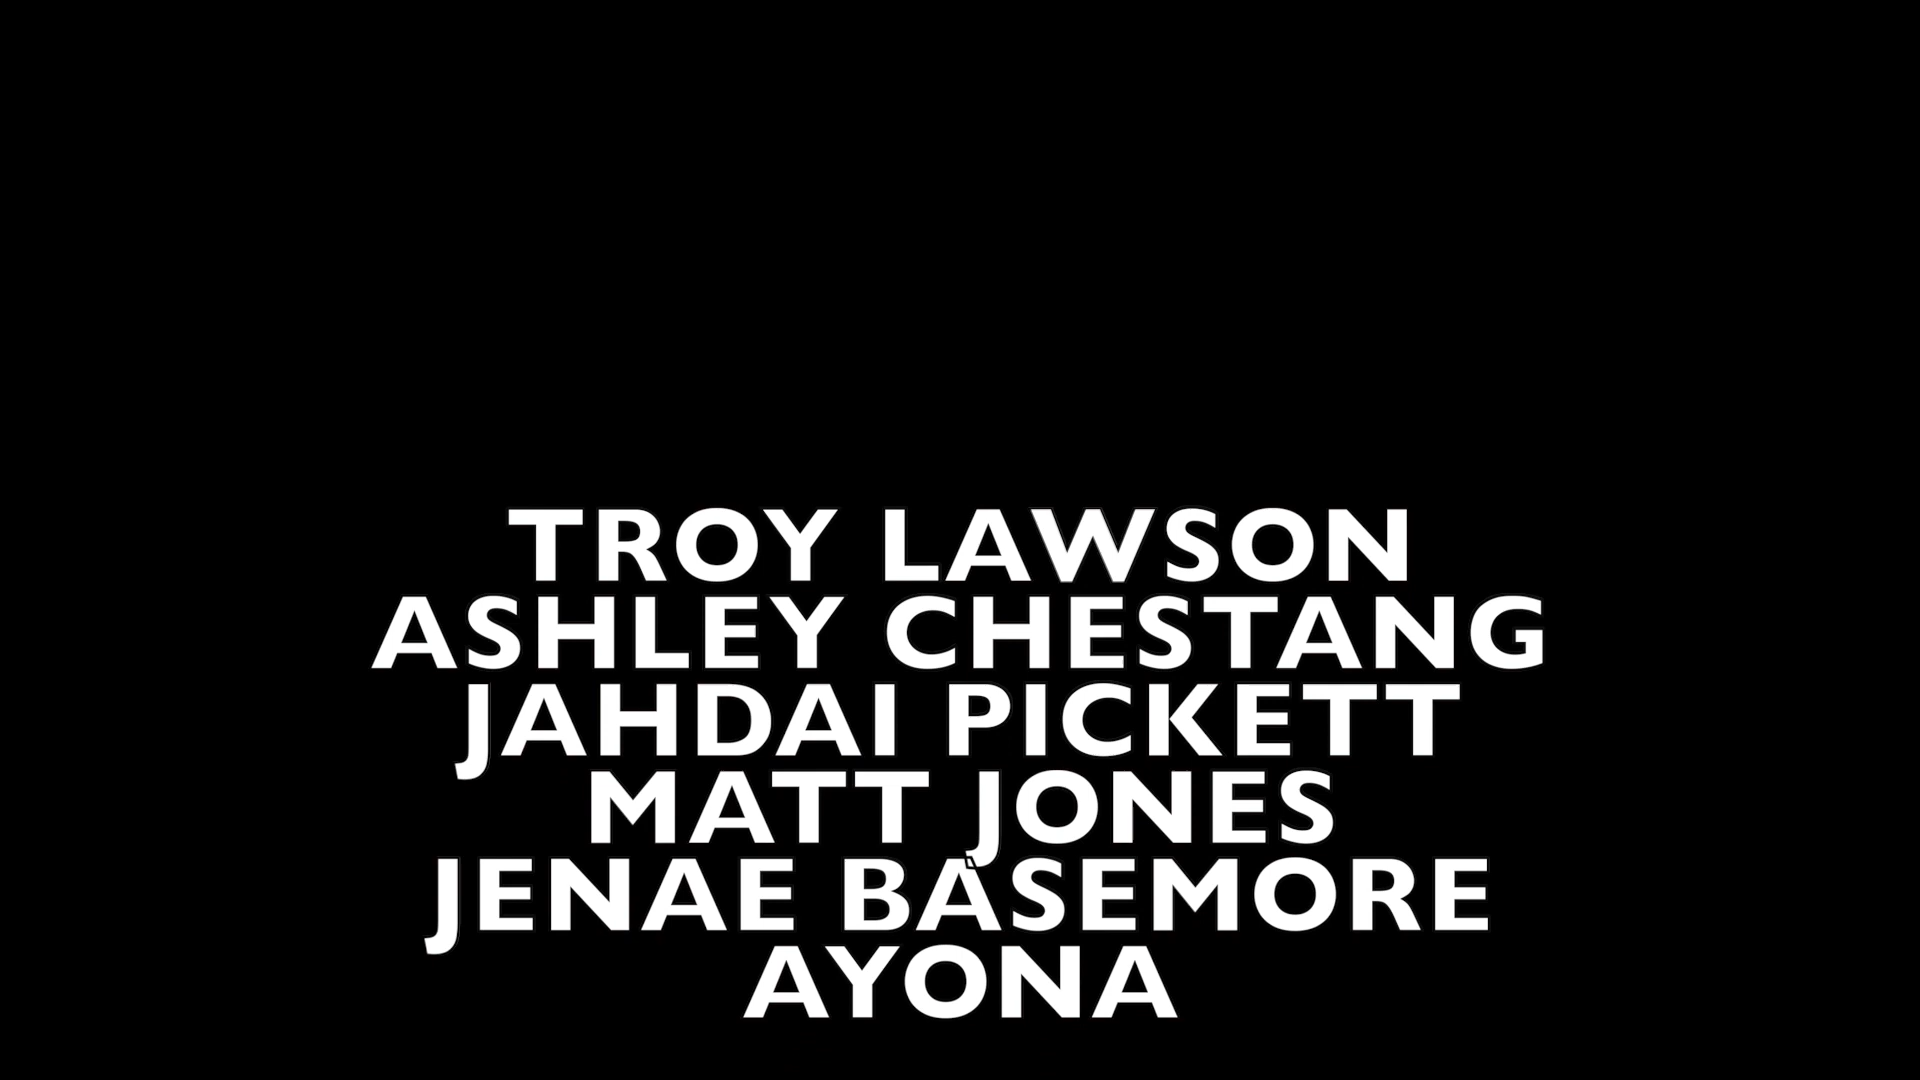 TROY LAWSON
ASHLEY CHESTANG
JAHDAI PICKETT
MATT JONES
JENAE BASEMORE
AYONA